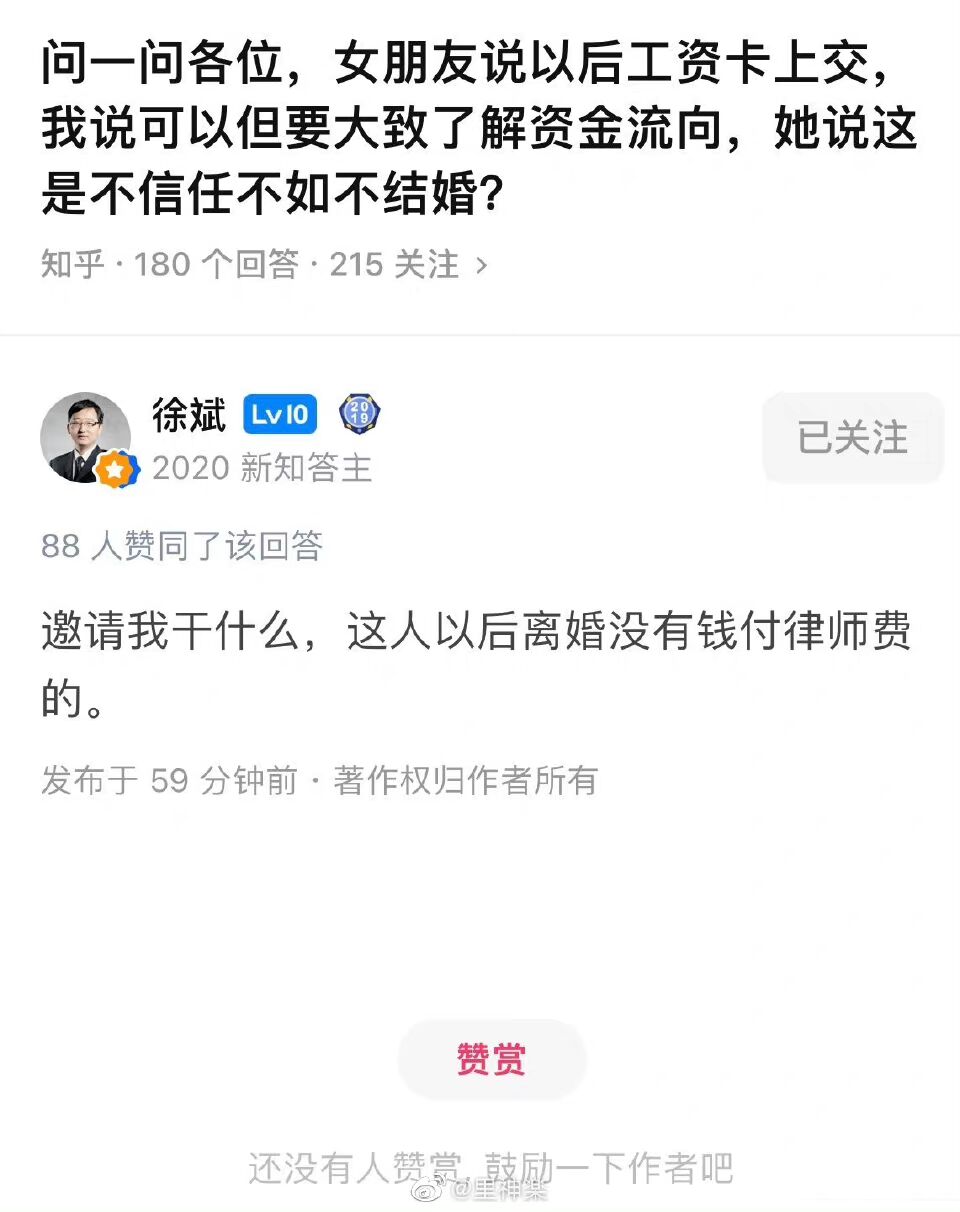 问一问各位，女朋友说以后工资卡上交，
我说可以但要大致了解资金流向，她说这
是不信任不如不结婚？
知乎 · 180 个回答 · 215 关注 >
徐斌 Lv10 2019
2020 新知答主
已关注
88 人赞同了该回答
邀请我干什么，这人以后离婚没有钱付律师费
的。
发布于 59 分钟前 · 著作权归作者所有
赞赏
还没有人赞赏，鼓励一下作者吧
@里神楽